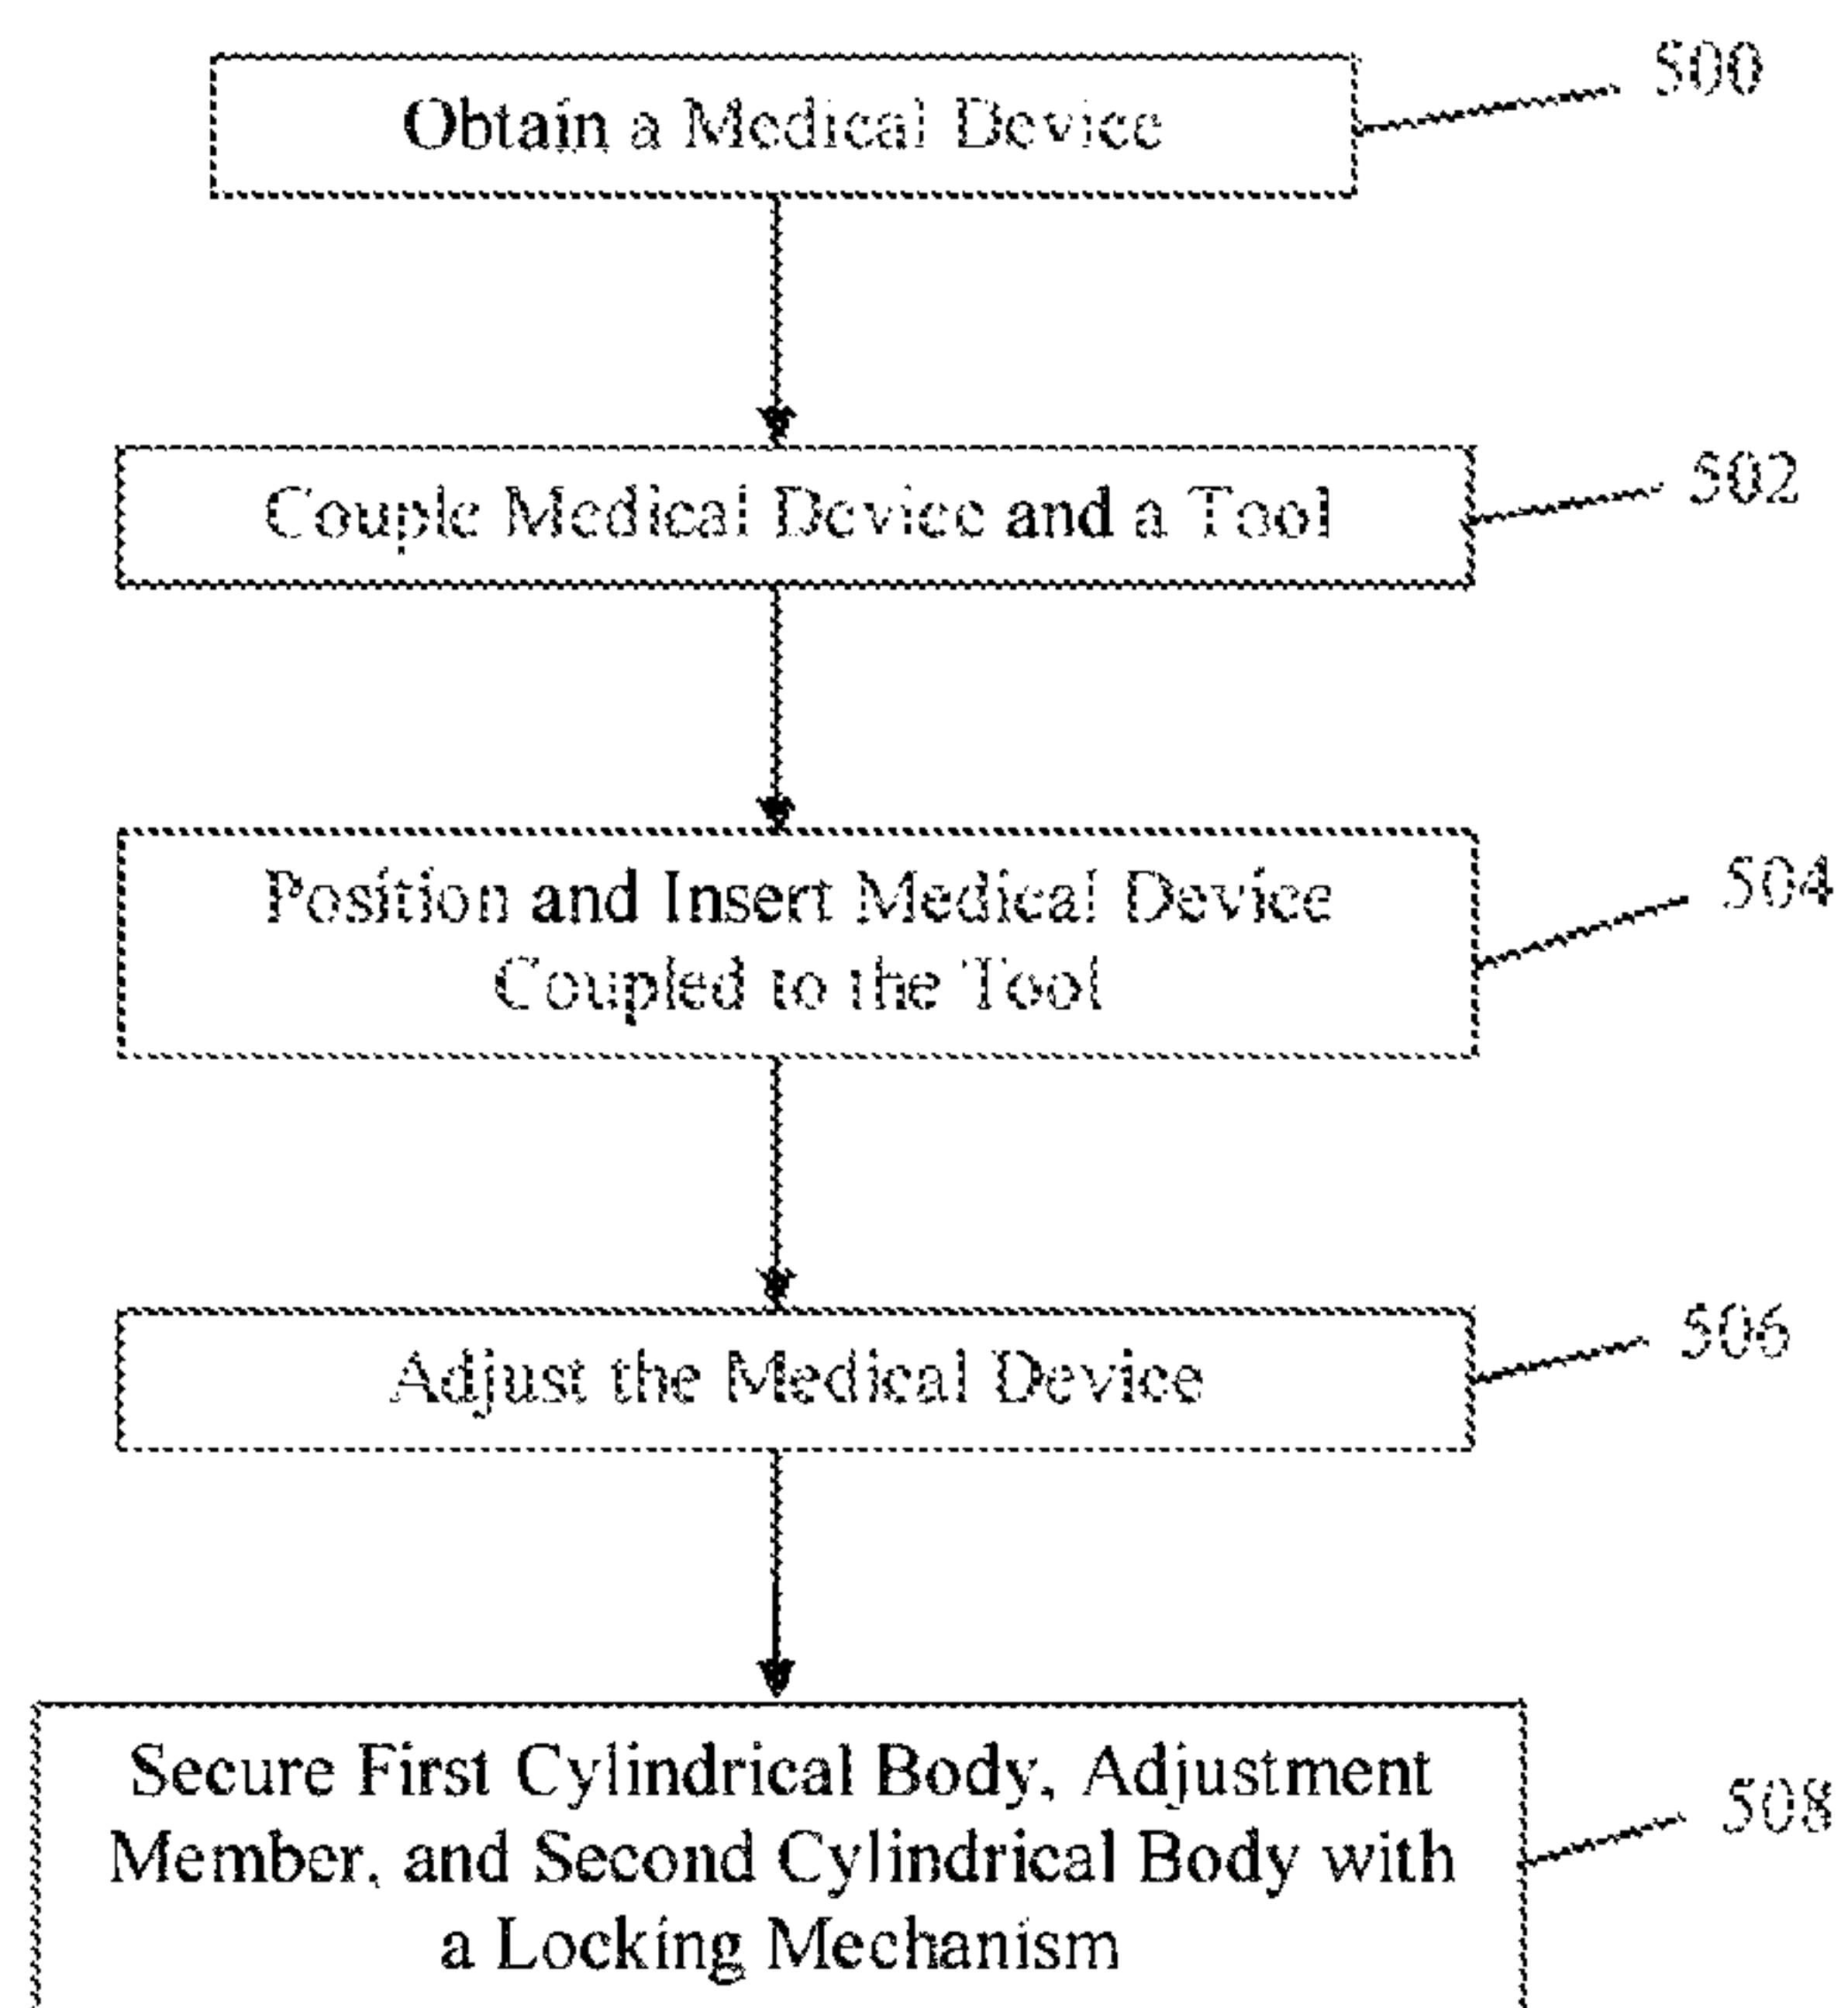 Obtain a Medical Device
500
Couple Medical Device and a Tool
502
Position and Insert Medical Device
Coupled to the Tool
504
Adjust the Medical Device
506
Secure First Cylindrical Body, Adjustment
Member, and Second Cylindrical Body with
a Locking Mechanism
508